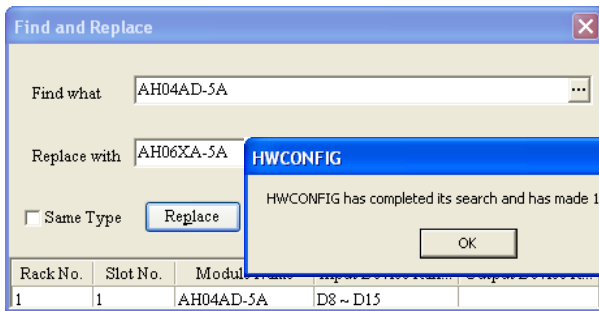 Find and Replace
Find what AH04AD-5A ...
Replace with AH06XA-5A
HWCONFIG
HWCONFIG has completed its search and has made 1
Same Type Replace
OK
Rack No. Slot No.
1 1 AH04AD-5A D8 ~ D15